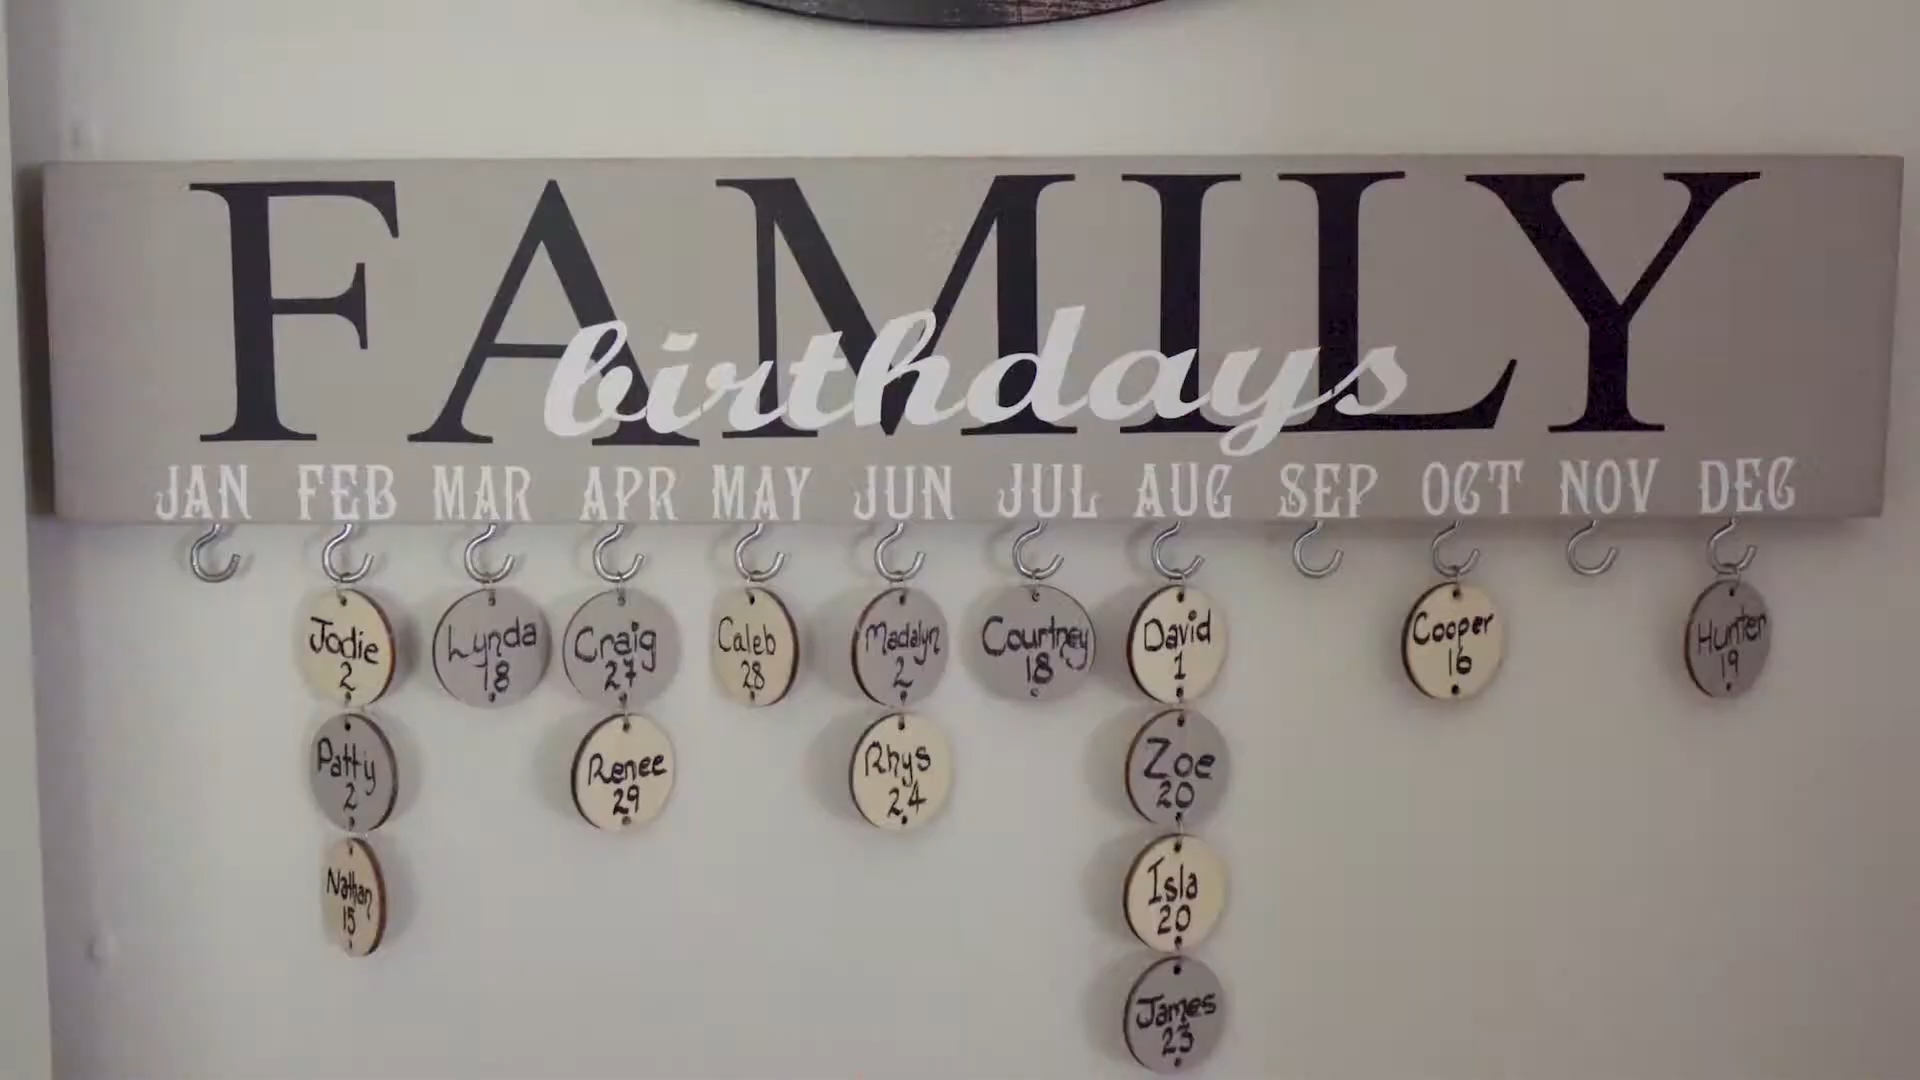 FAMILY
birthdays
JAN FEB MAR APR MAY JUN JUL AUG SEP OCT NOV DEC
Jodie
2
Patty
2
Nathan
15
Lynda
18
Craig
27
Renee
29
Caleb
28
Madalyn
2
Rhys
24
Courtney
18
David
1
Zoe
20
Isla
20
James
23
Cooper
16
Hunter
19